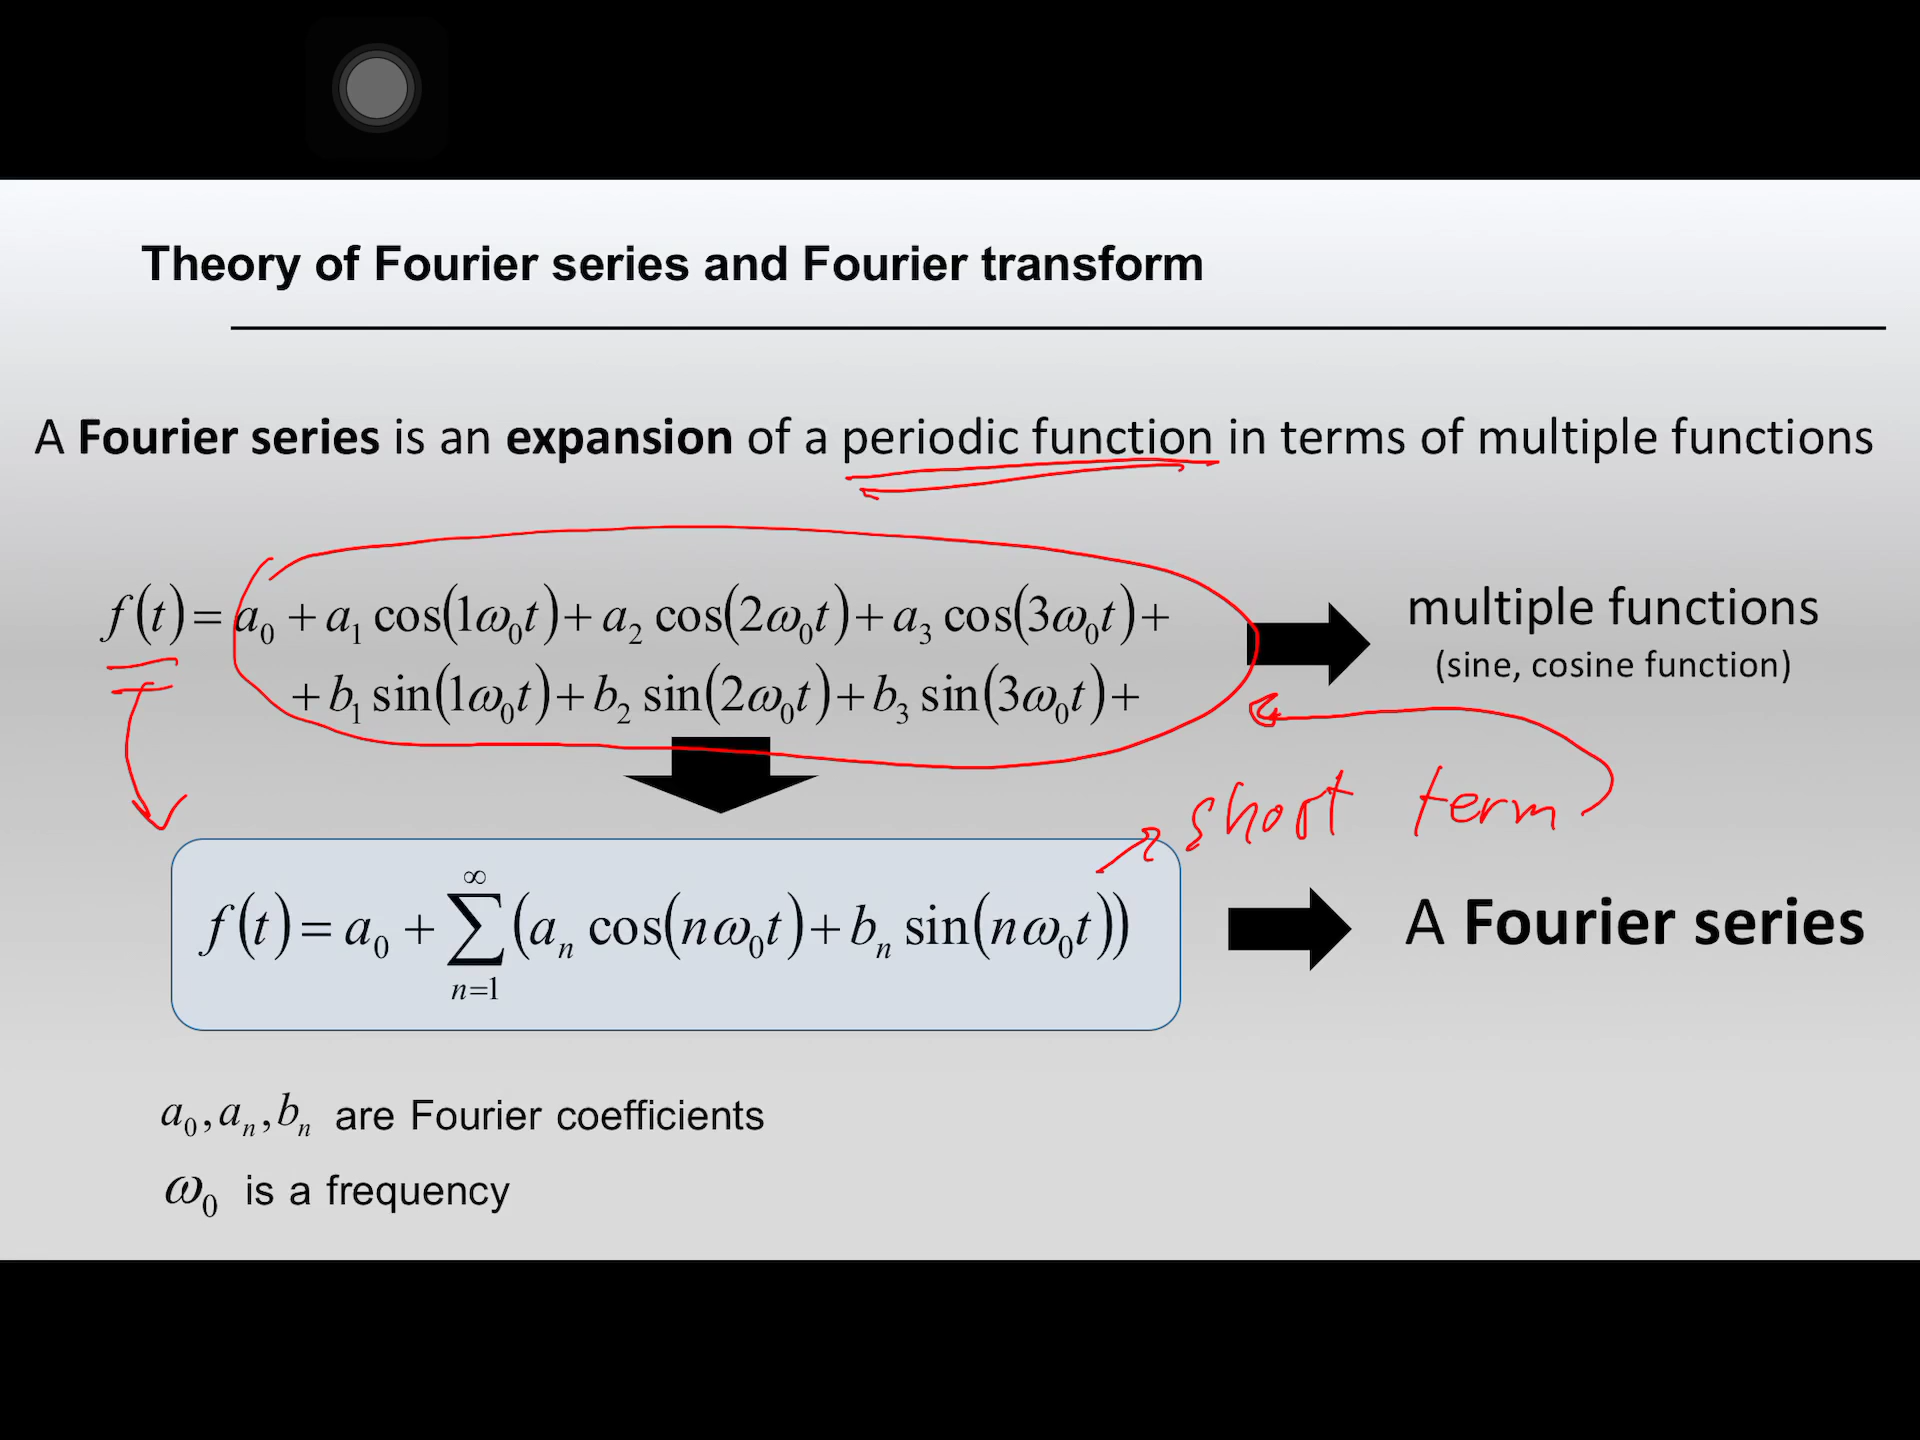 Theory of Fourier series and Fourier transform
A Fourier series is an expansion of a periodic function in terms of multiple functions
f(t) = a₀ + a₁ cos(1ω₀t) + a₂ cos(2ω₀t) + a₃ cos(3ω₀t) +
+ b₁ sin(1ω₀t) + b₂ sin(2ω₀t) + b₃ sin(3ω₀t) +
multiple functions
(sine, cosine function)
short term
f(t) = a₀ + ∑_{n=1}^{∞} (aₙ cos(nω₀t) + bₙ sin(nω₀t))
A Fourier series
a₀, aₙ, bₙ are Fourier coefficients
ω₀ is a frequency